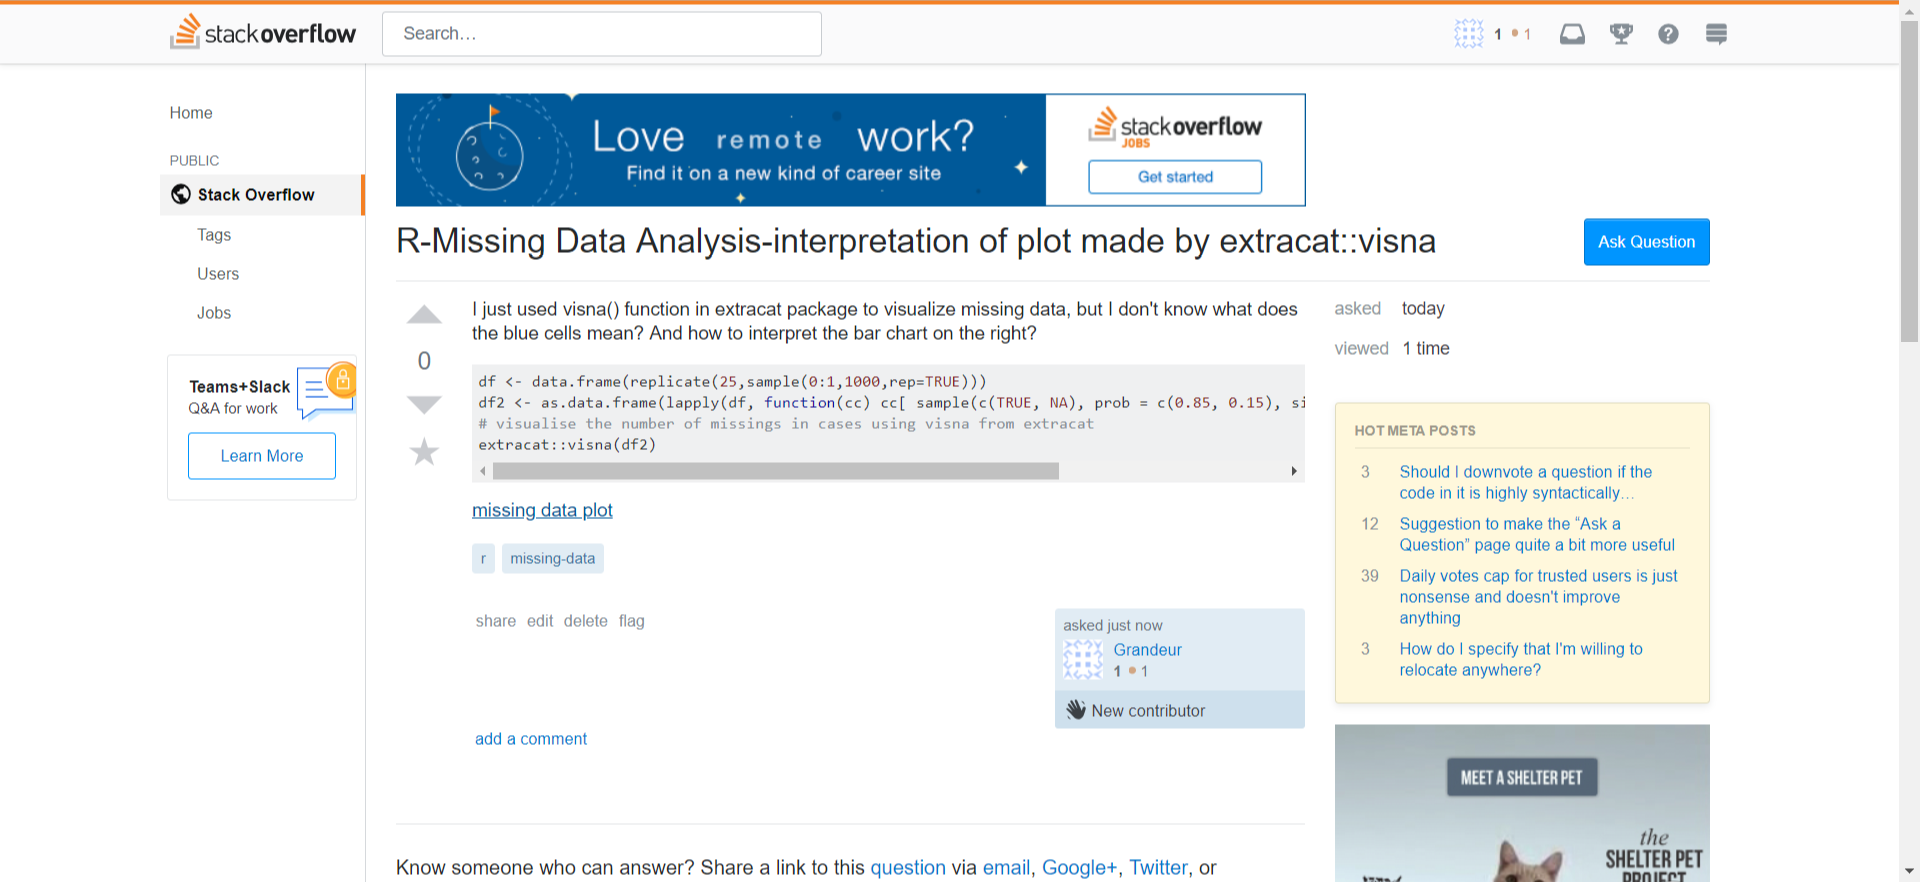 stackoverflow
Search...
1 • 1
Home
PUBLIC
Stack Overflow
Tags
Users
Jobs
Teams+Slack
Q&A for work
Learn More
Love remote work?
Find it on a new kind of career site
stackoverflow
JOBS
Get started
R-Missing Data Analysis-interpretation of plot made by extracat::visna
Ask Question
0
I just used visna() function in extracat package to visualize missing data, but I don't know what does
the blue cells mean? And how to interpret the bar chart on the right?
df <- data.frame(replicate(25,sample(0:1,1000,rep=TRUE)))
df2 <- as.data.frame(lapply(df, function(cc) cc[ sample(c(TRUE, NA), prob = c(0.85, 0.15), si
# visualise the number of missings in cases using visna from extracat
extracat::visna(df2)
missing data plot
r missing-data
share edit delete flag
asked just now
Grandeur
1 • 1
New contributor
add a comment
Know someone who can answer? Share a link to this question via email, Google+, Twitter, or
asked today
viewed 1 time
HOT META POSTS
3 Should I downvote a question if the
code in it is highly syntactically…
12 Suggestion to make the “Ask a
Question” page quite a bit more useful
39 Daily votes cap for trusted users is just
nonsense and doesn't improve
anything
3 How do I specify that I'm willing to
relocate anywhere?
MEET A SHELTER PET
the
SHELTER PET
PROJECT